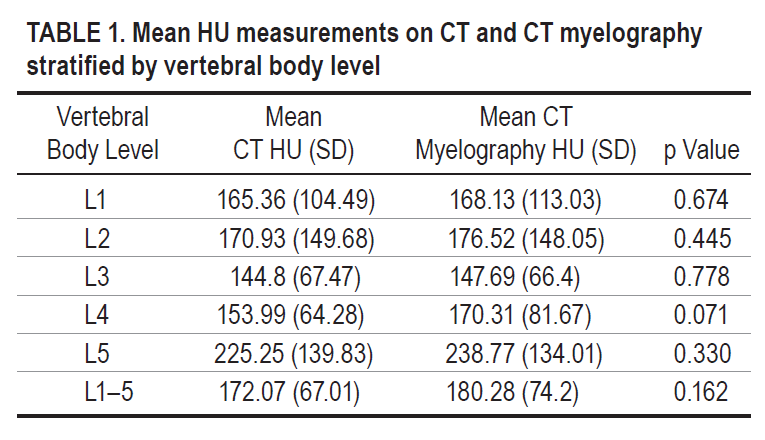 TABLE 1. Mean HU measurements on CT and CT myelography
stratified by vertebral body level
Vertebral Body Level | Mean CT HU (SD) | Mean CT Myelography HU (SD) | p Value
L1 165.36 (104.49) 168.13 (113.03) 0.674
L2 170.93 (149.68) 176.52 (148.05) 0.445
L3 144.8 (67.47) 147.69 (66.4) 0.778
L4 153.99 (64.28) 170.31 (81.67) 0.071
L5 225.25 (139.83) 238.77 (134.01) 0.330
L1–5 172.07 (67.01) 180.28 (74.2) 0.162